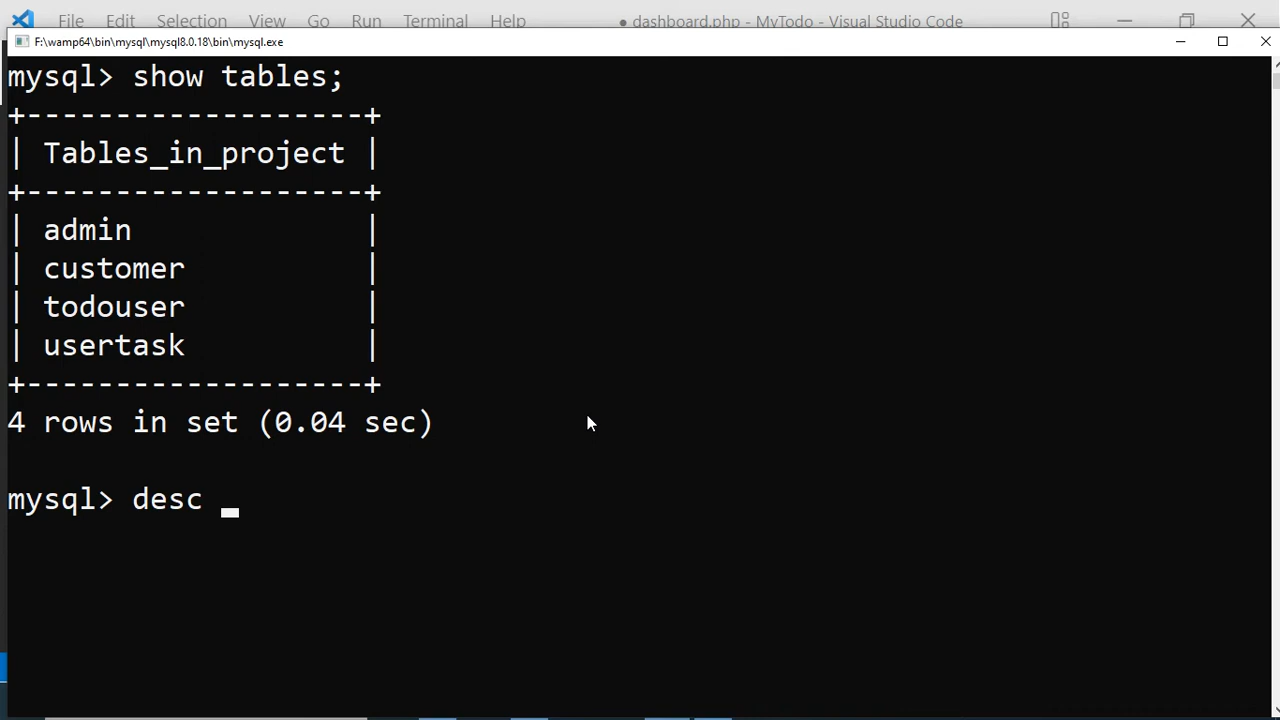 File Edit Selection View Go Run Terminal Help ● dashboard.php - MyTodo - Visual Studio Code
F:\wamp64\bin\mysql\mysql8.0.18\bin\mysql.exe
mysql> show tables;
+-------------------+
| Tables_in_project |
+-------------------+
| admin             |
| customer          |
| todouser          |
| usertask          |
+-------------------+
4 rows in set (0.04 sec)
mysql> desc _